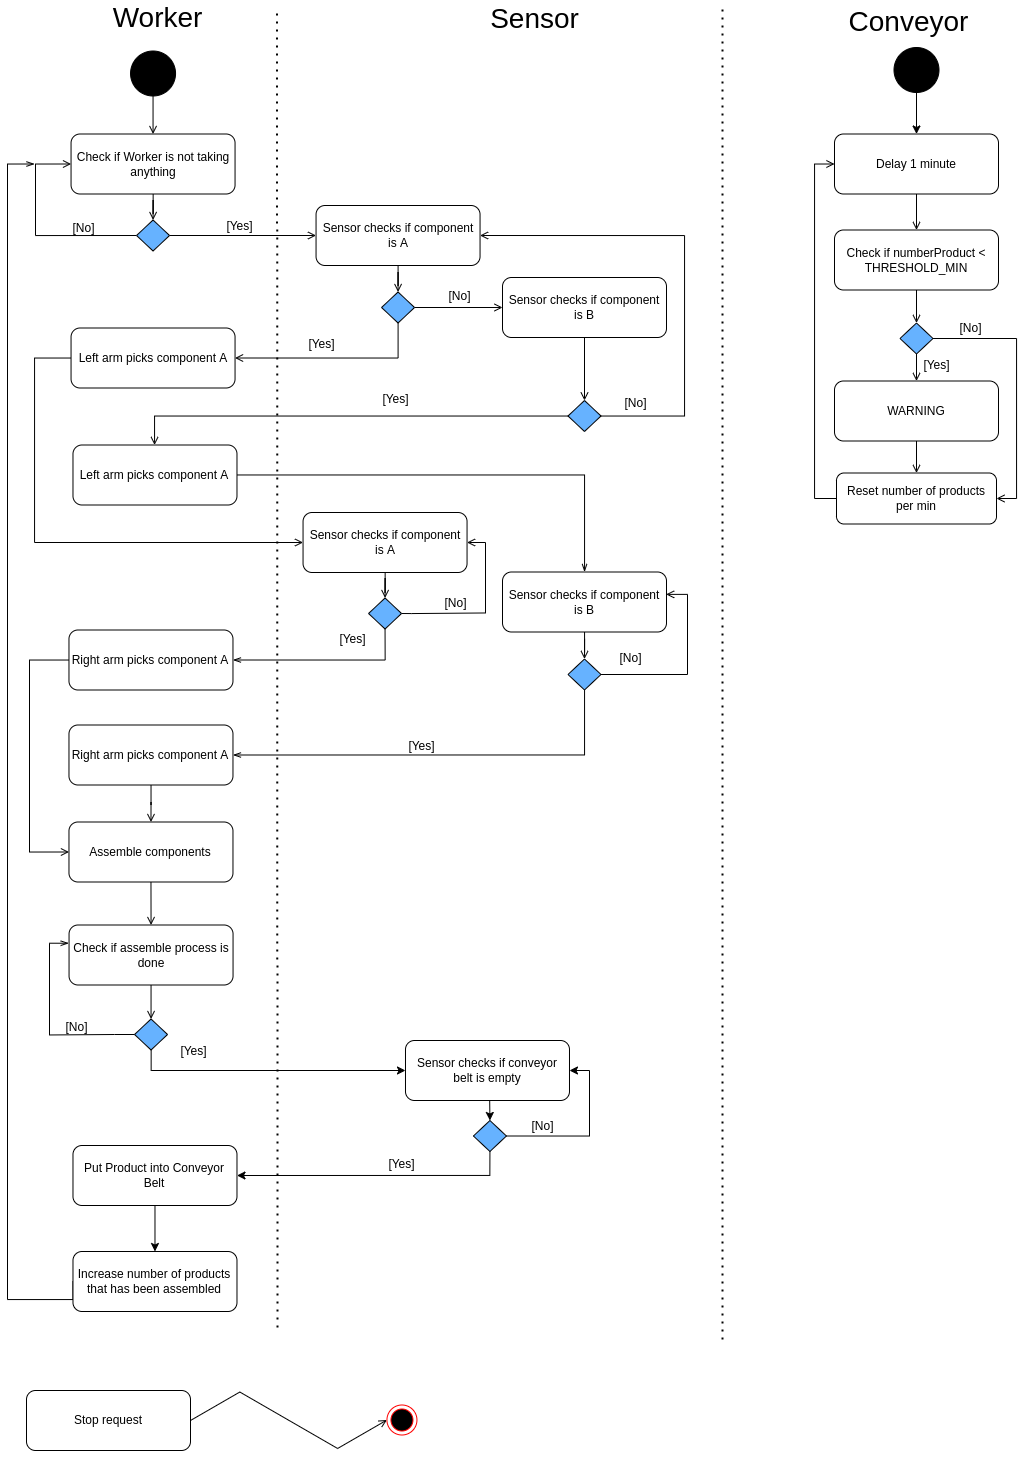 Worker
Sensor
Conveyor
Check if Worker is not taking
anything
Delay 1 minute
[No]
[Yes]
Sensor checks if component
is A
Check if numberProduct <
THRESHOLD_MIN
[No]
Sensor checks if component
is B
[No]
[Yes]
Left arm picks component A
[Yes]
[Yes]
[No]
WARNING
Left arm picks component A
Reset number of products
per min
Sensor checks if component
is A
[No]
Sensor checks if component
is B
[Yes]
[No]
Right arm picks component A
Right arm picks component A
[Yes]
Assemble components
Check if assemble process is
done
[No]
[Yes]
Sensor checks if conveyor
belt is empty
[No]
[Yes]
Put Product into Conveyor
Belt
Increase number of products
that has been assembled
Stop request